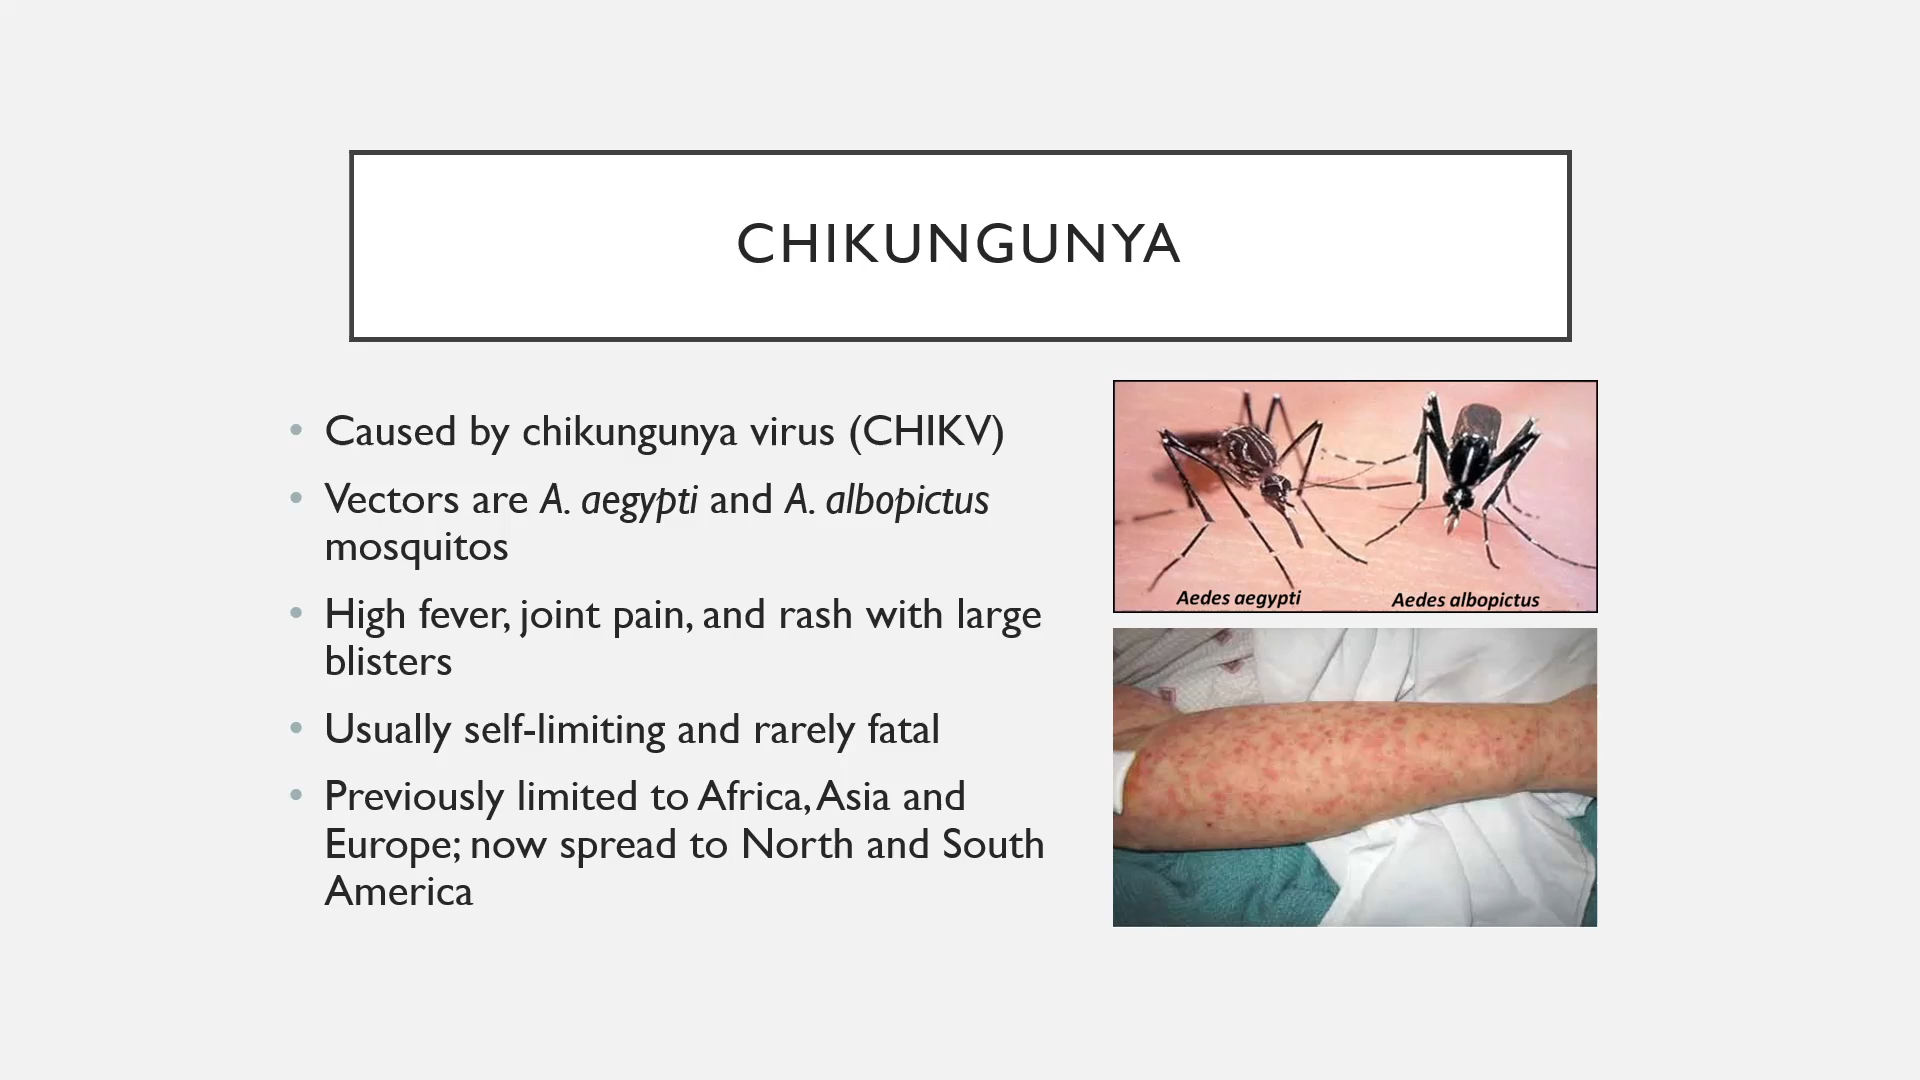 CHIKUNGUNYA
• Caused by chikungunya virus (CHIKV)
• Vectors are A. aegypti and A. albopictus
mosquitos
• High fever, joint pain, and rash with large
blisters
• Usually self-limiting and rarely fatal
• Previously limited to Africa, Asia and
Europe; now spread to North and South
America
Aedes aegypti
Aedes albopictus